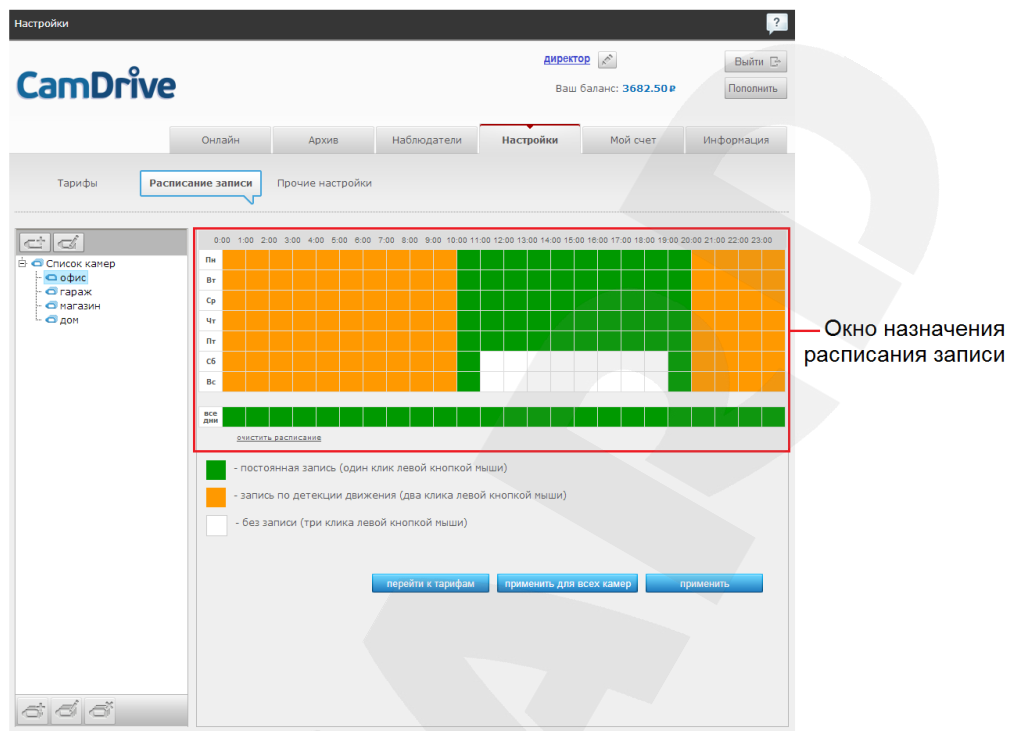 Настройки
?
CamDrive
директор
Выйти
Ваш баланс: 3682.50₽
Пополнить
Онлайн Архив Наблюдатели Настройки Мой счет Информация
Тарифы Расписание записи Прочие настройки
Список камер
офис
гараж
магазин
дом
0:00 1:00 2:00 3:00 4:00 5:00 6:00 7:00 8:00 9:00 10:00 11:00 12:00 13:00 14:00 15:00 16:00 17:00 18:00 19:00 20:00 21:00 22:00 23:00
Пн
Вт
Ср
Чт
Пт
Сб
Вс
все
дни
очистить расписание
Окно назначения
расписания записи
- постоянная запись (один клик левой кнопкой мыши)
- запись по детекции движения (два клика левой кнопкой мыши)
- без записи (три клика левой кнопкой мыши)
перейти к тарифам применить для всех камер применить